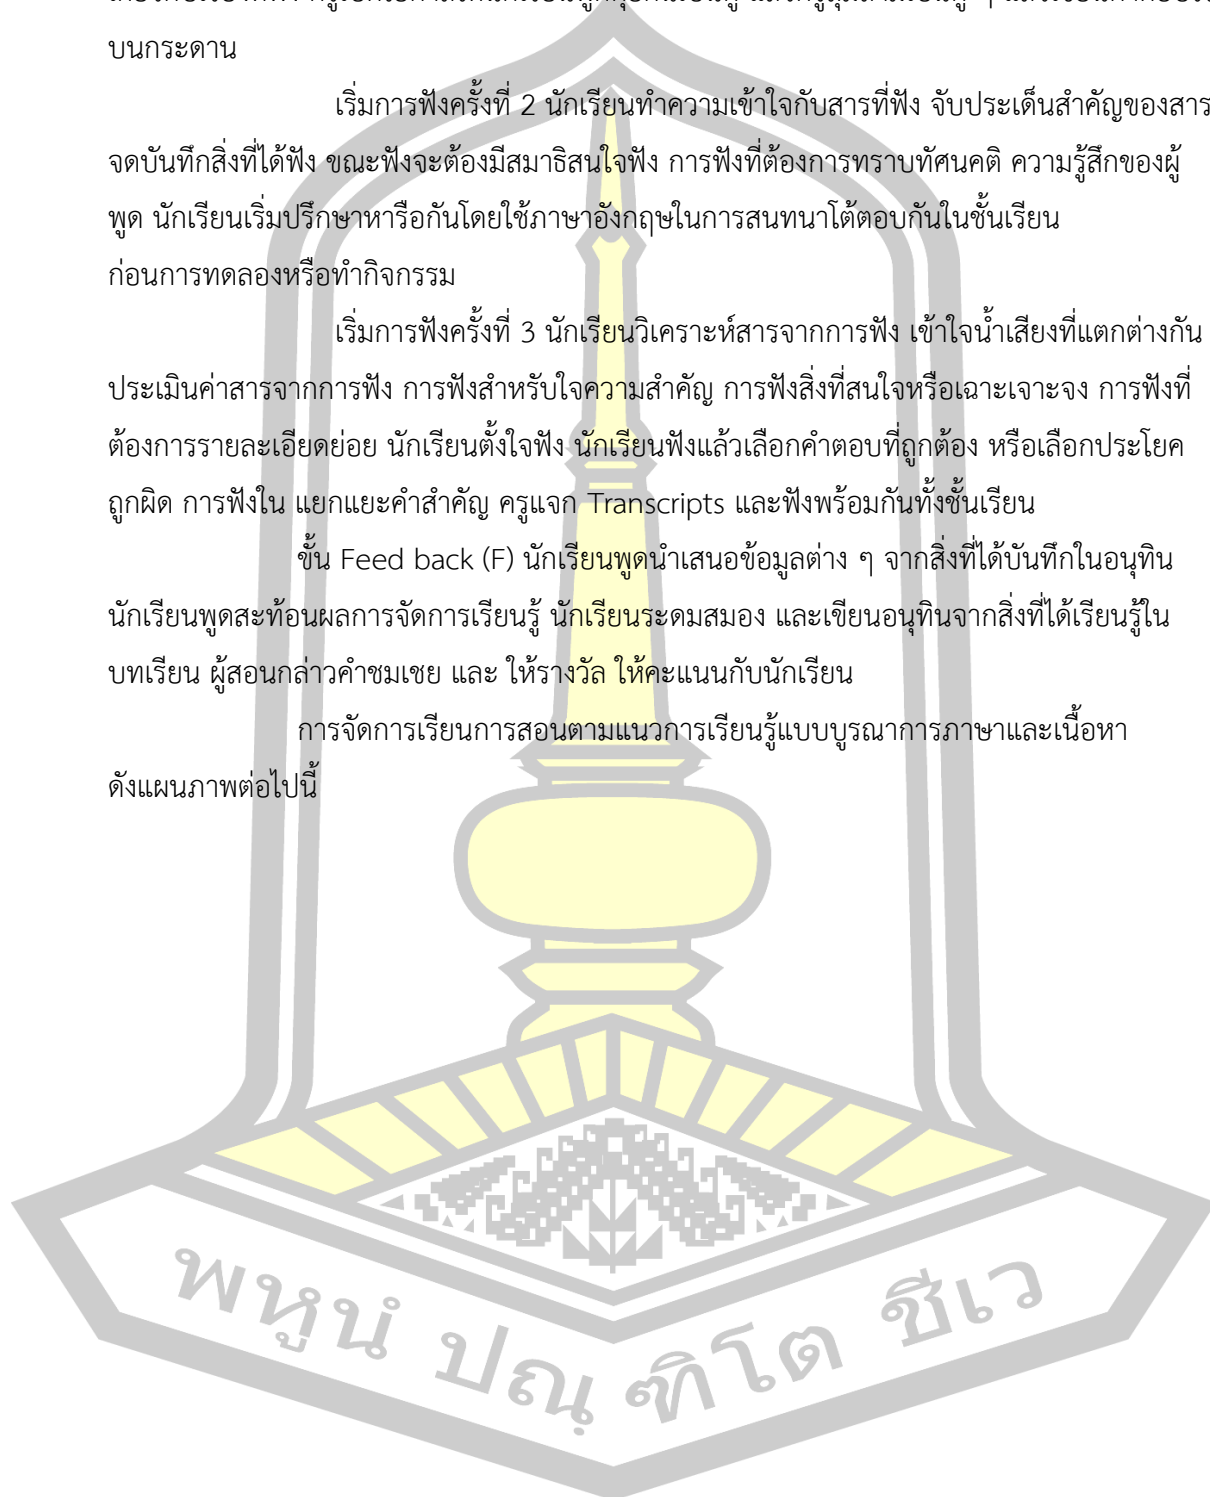 บนกระดาน
เริ่มการฟังครั้งที่ 2 นักเรียนทำความเข้าใจกับสารที่ฟัง จับประเด็นสำคัญของสาร
จดบันทึกสิ่งที่ได้ฟัง ขณะฟังจะต้องมีสมาธิสนใจฟัง การฟังที่ต้องการทราบทัศนคติ ความรู้สึกของผู้
พูด นักเรียนเริ่มปรึกษาหารือกันโดยใช้ภาษาอังกฤษในการสนทนาโต้ตอบกันในชั้นเรียน
ก่อนการทดลองหรือทำกิจกรรม
เริ่มการฟังครั้งที่ 3 นักเรียนวิเคราะห์สารจากการฟัง เข้าใจน้ำเสียงที่แตกต่างกัน
ประเมินค่าสารจากการฟัง การฟังสำหรับใจความสำคัญ การฟังสิ่งที่สนใจหรือเฉาะเจาะจง การฟังที่
ต้องการรายละเอียดย่อย นักเรียนตั้งใจฟัง นักเรียนฟังแล้วเลือกคำตอบที่ถูกต้อง หรือเลือกประโยค
ถูกผิด การฟังใน แยกแยะคำสำคัญ ครูแจก Transcripts และฟังพร้อมกันทั้งชั้นเรียน
ขั้น Feed back (F) นักเรียนพูดนำเสนอข้อมูลต่าง ๆ จากสิ่งที่ได้บันทึกในอนุทิน
นักเรียนพูดสะท้อนผลการจัดการเรียนรู้ นักเรียนระดมสมอง และเขียนอนุทินจากสิ่งที่ได้เรียนรู้ใน
บทเรียน ผู้สอนกล่าวคำชมเชย และ ให้รางวัล ให้คะแนนกับนักเรียน
การจัดการเรียนการสอนตามแนวการเรียนรู้แบบบูรณาการภาษาและเนื้อหา
ดังแผนภาพต่อไปนี้
พหูนํ ปณฺฑิโต ชีเว